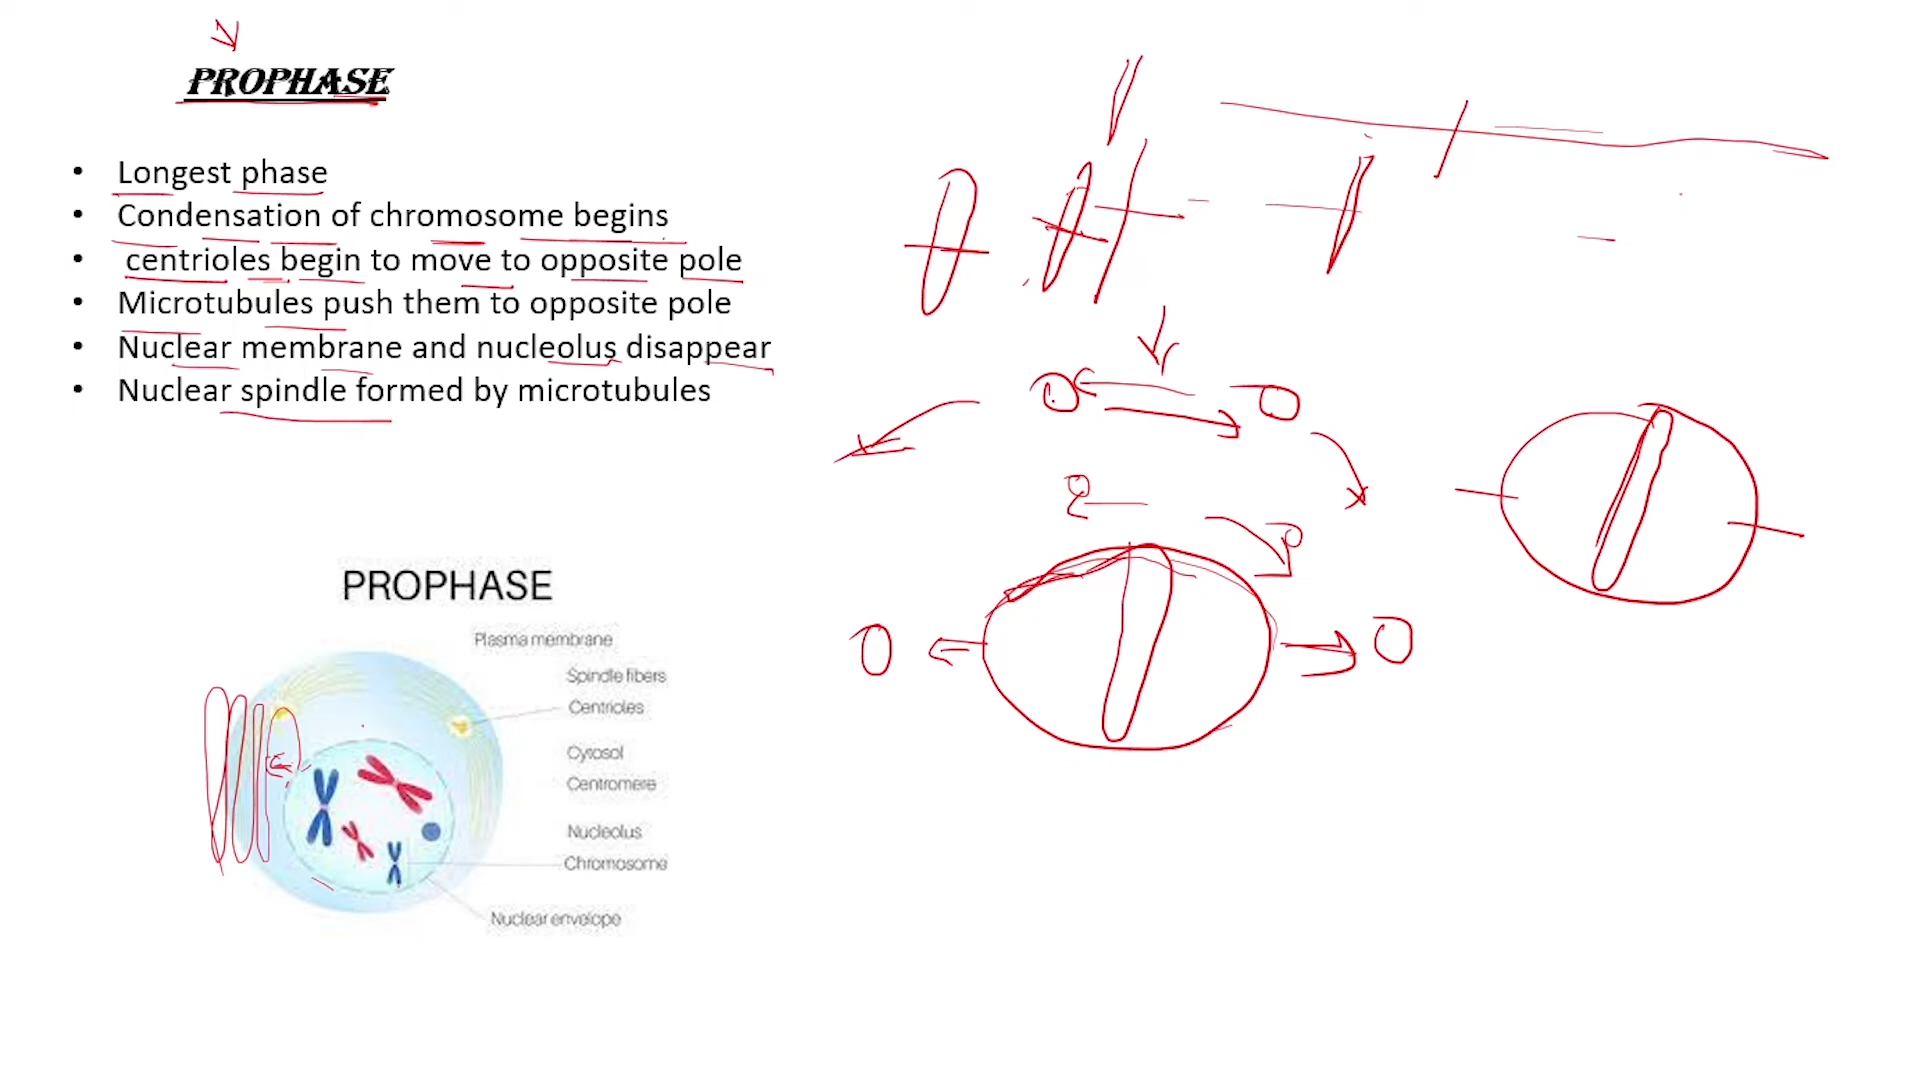 PROPHASE
• Longest phase
• Condensation of chromosome begins
• centrioles begin to move to opposite pole
• Microtubules push them to opposite pole
• Nuclear membrane and nucleolus disappear
• Nuclear spindle formed by microtubules
PROPHASE
Plasma membrane
Spindle fibers
Centrioles
Cytosol
Centromere
Nucleolus
Chromosome
Nuclear envelope